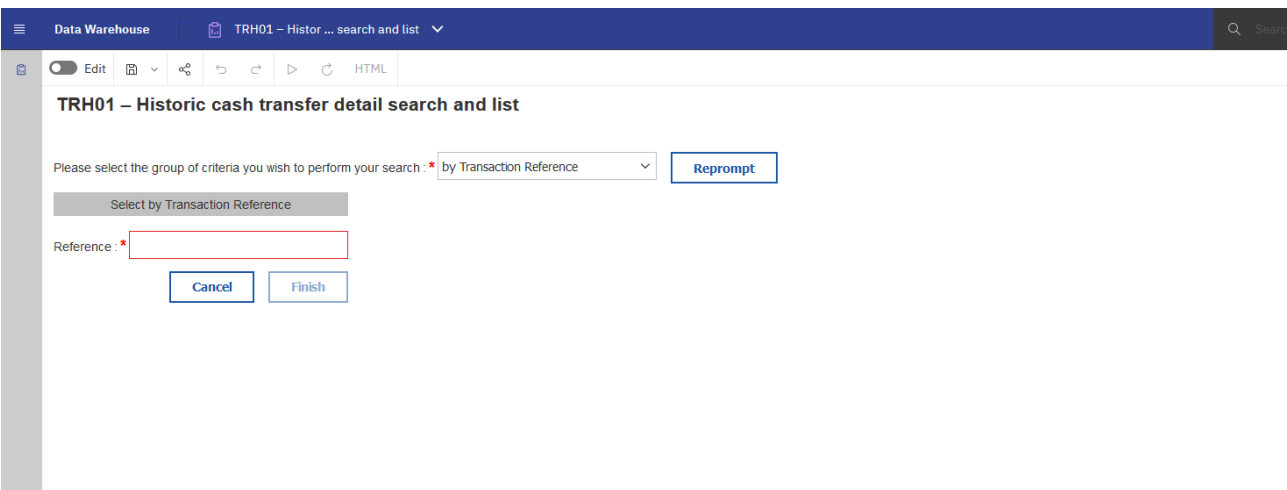 Data Warehouse TRH01 – Histor ... search and list Searc
Edit HTML
TRH01 – Historic cash transfer detail search and list
Please select the group of criteria you wish to perform your search : * by Transaction Reference Reprompt
Select by Transaction Reference
Reference : *
Cancel Finish